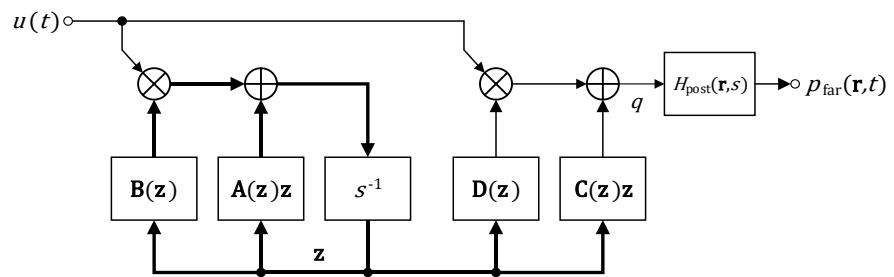 u(t)
H_post(r,s)
p_far(r,t)
q
B(z)
A(z)z
s⁻¹
D(z)
C(z)z
z